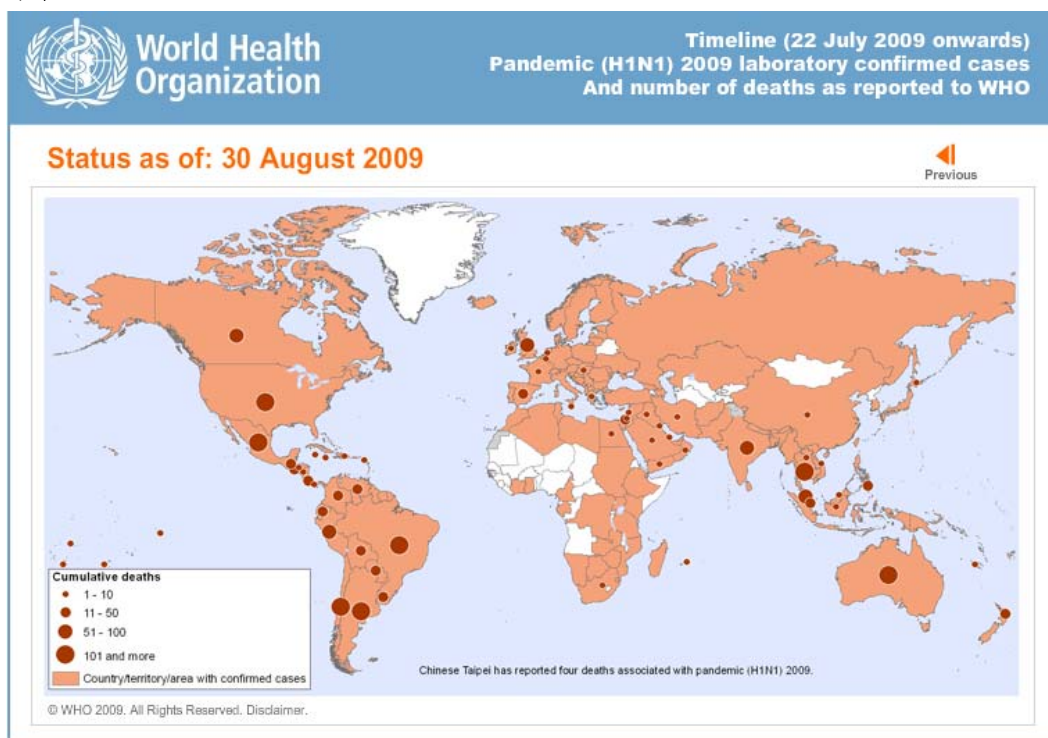 World Health
Organization
Timeline (22 July 2009 onwards)
Pandemic (H1N1) 2009 laboratory confirmed cases
And number of deaths as reported to WHO
Status as of: 30 August 2009
Previous
Cumulative deaths
1 - 10
11 - 50
51 - 100
101 and more
Country/territory/area with confirmed cases
Chinese Taipei has reported four deaths associated with pandemic (H1N1) 2009.
© WHO 2009. All Rights Reserved. Disclaimer.